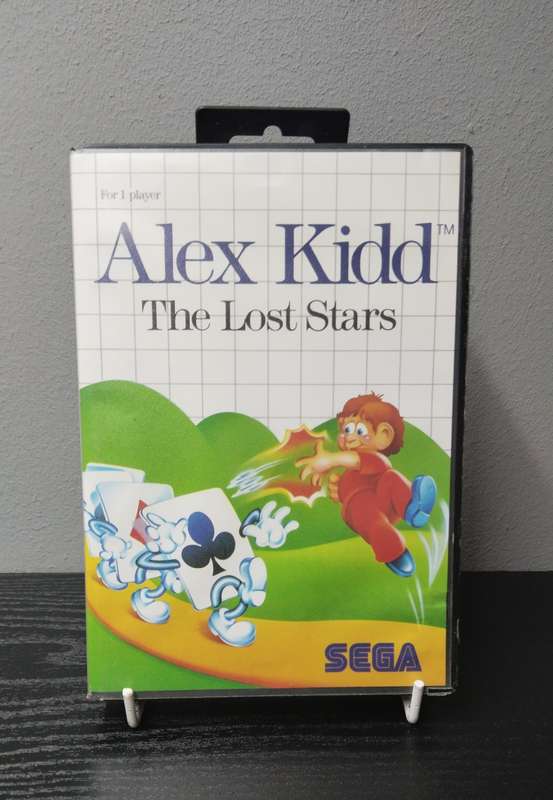 For 1 player
Alex Kidd™
The Lost Stars
SEGA